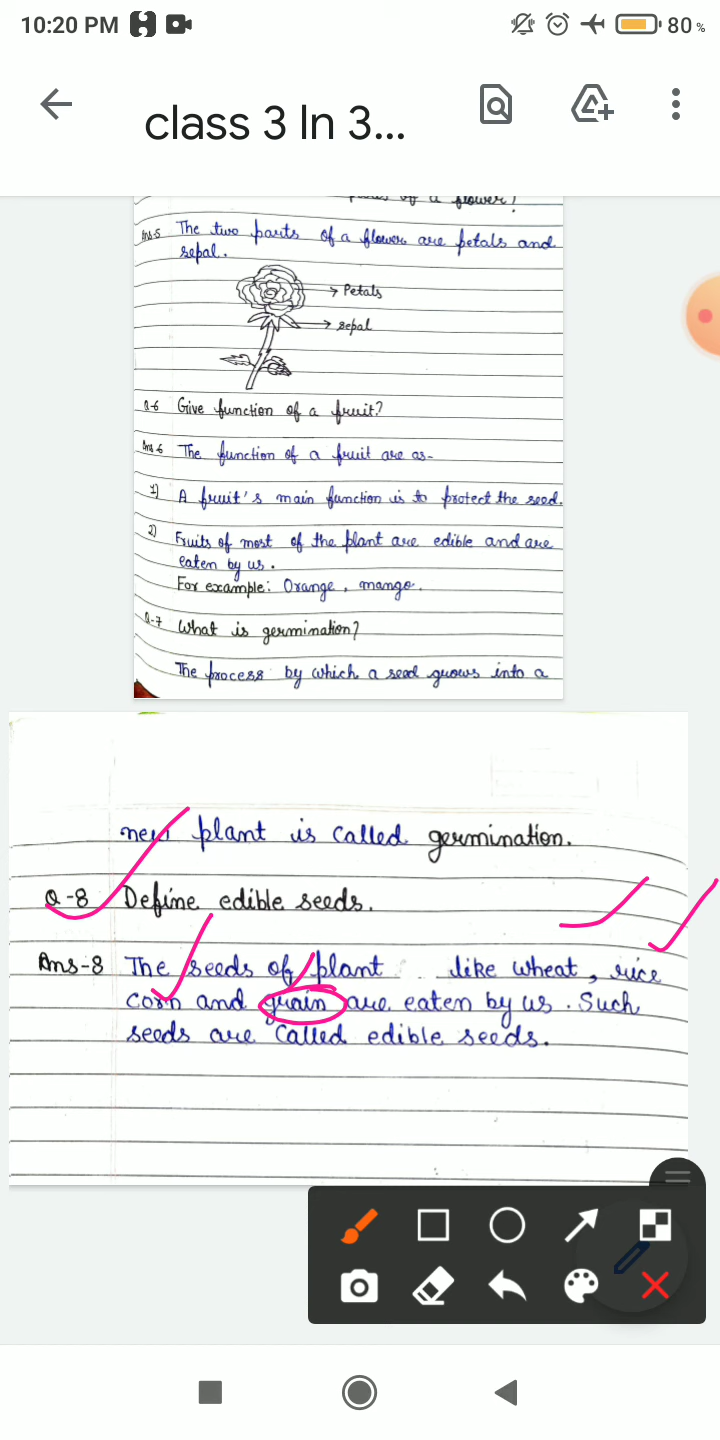 10:20 PM
80%
class 3 In 3...
of a flower?
Ans-5 The two parts of a flower are petals and
sepal.
Petals
sepal
Q-6 Give function of a fruit?
Ans-6 The function of a fruit are as-
1) A fruit's main function is to protect the seed.
2) Fruits of most of the plant are edible and are
eaten by us.
For example: Orange, mango.
Q-7 What is germination?
The process by which a seed grows into a
new plant is called germination.
Q-8 Define edible seeds.
Ans-8 The seeds of plant like wheat, rice
corn and grain are eaten by us. Such
seeds are called edible seeds.